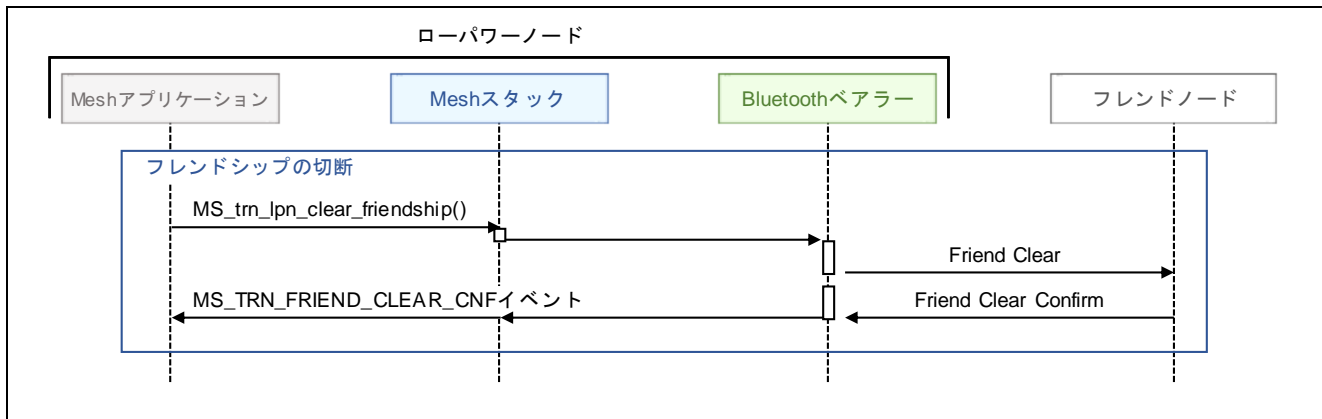 ローパワーノード
Meshアプリケーション
Meshスタック
Bluetoothベアラー
フレンドノード
フレンドシップの切断
MS_trn_lpn_clear_friendship()
Friend Clear
MS_TRN_FRIEND_CLEAR_CNFイベント
Friend Clear Confirm